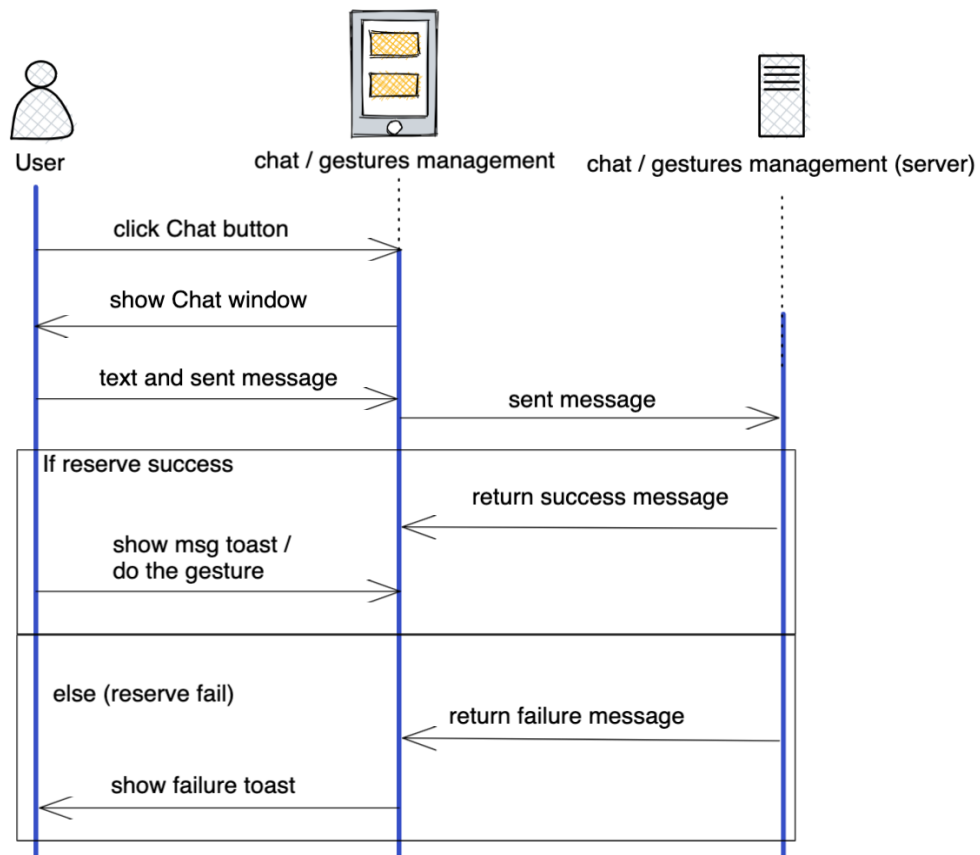 User
chat / gestures management
chat / gestures management (server)
click Chat button
show Chat window
text and sent message
sent message
If reserve success
return success message
show msg toast /
do the gesture
else (reserve fail)
return failure message
show failure toast